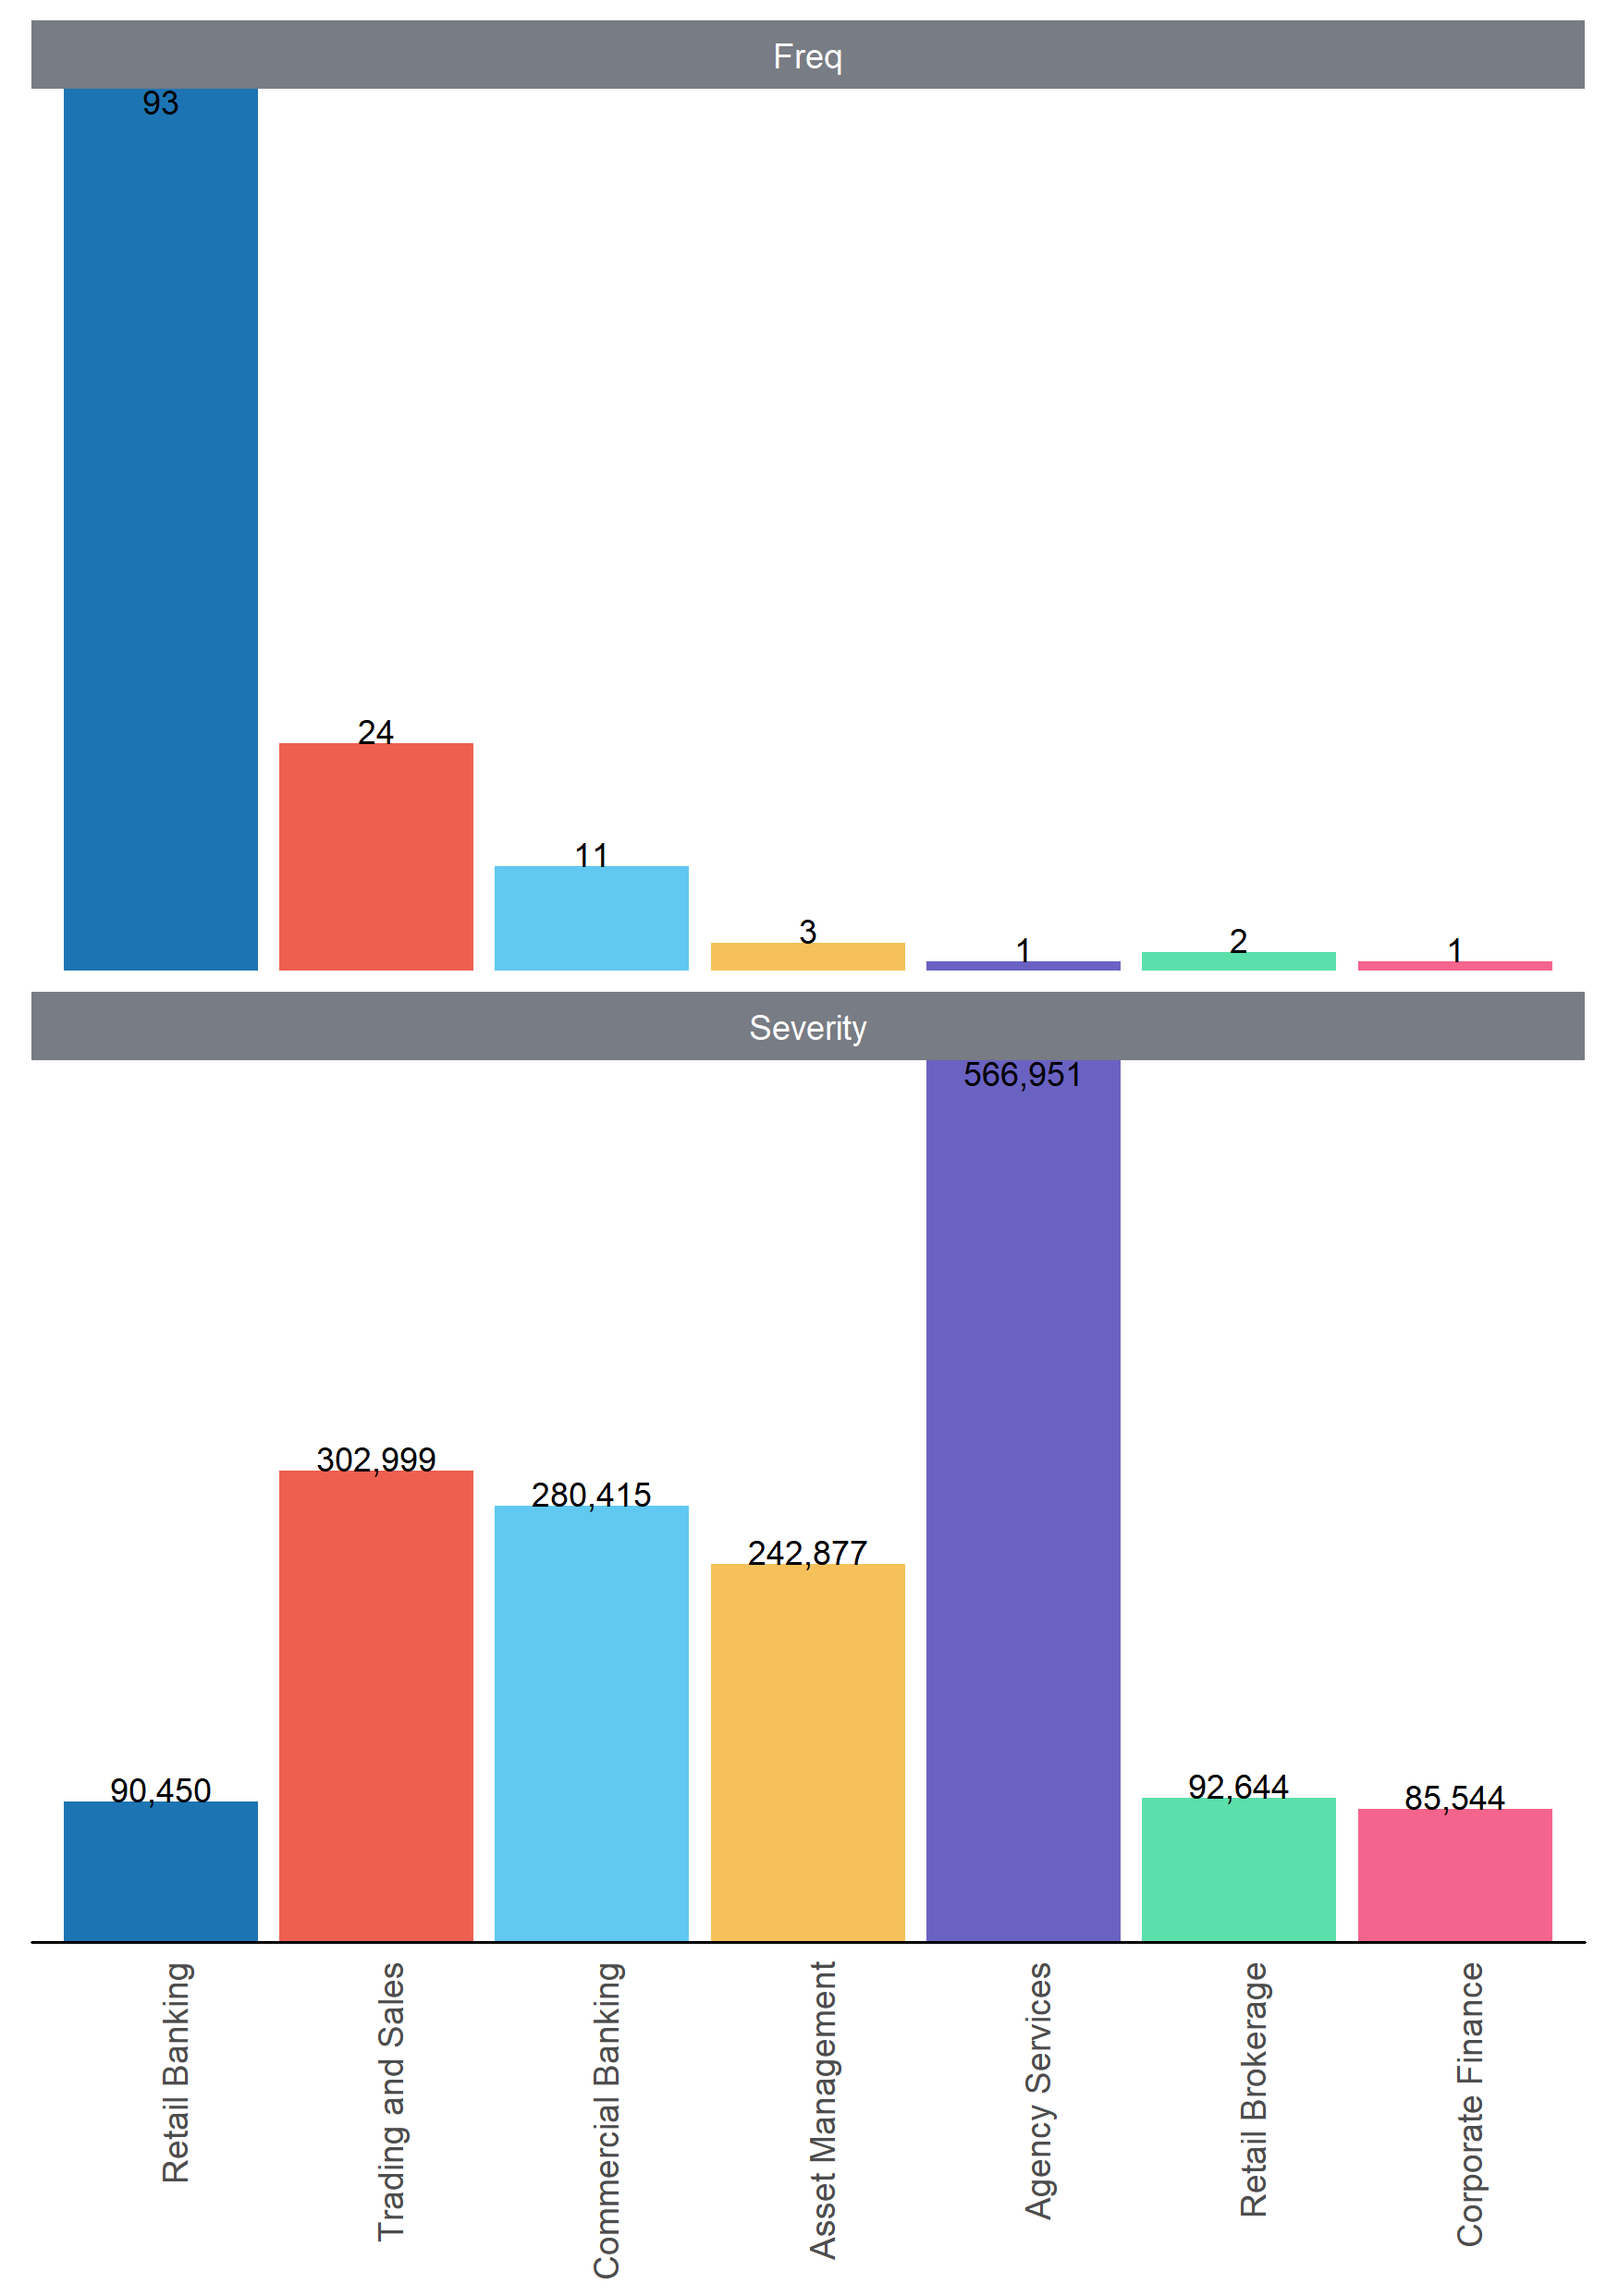 Freq
93
24
11
3
1
2
1
Severity
566,951
302,999
280,415
242,877
90,450
92,644
85,544
Retail Banking
Trading and Sales
Commercial Banking
Asset Management
Agency Services
Retail Brokerage
Corporate Finance